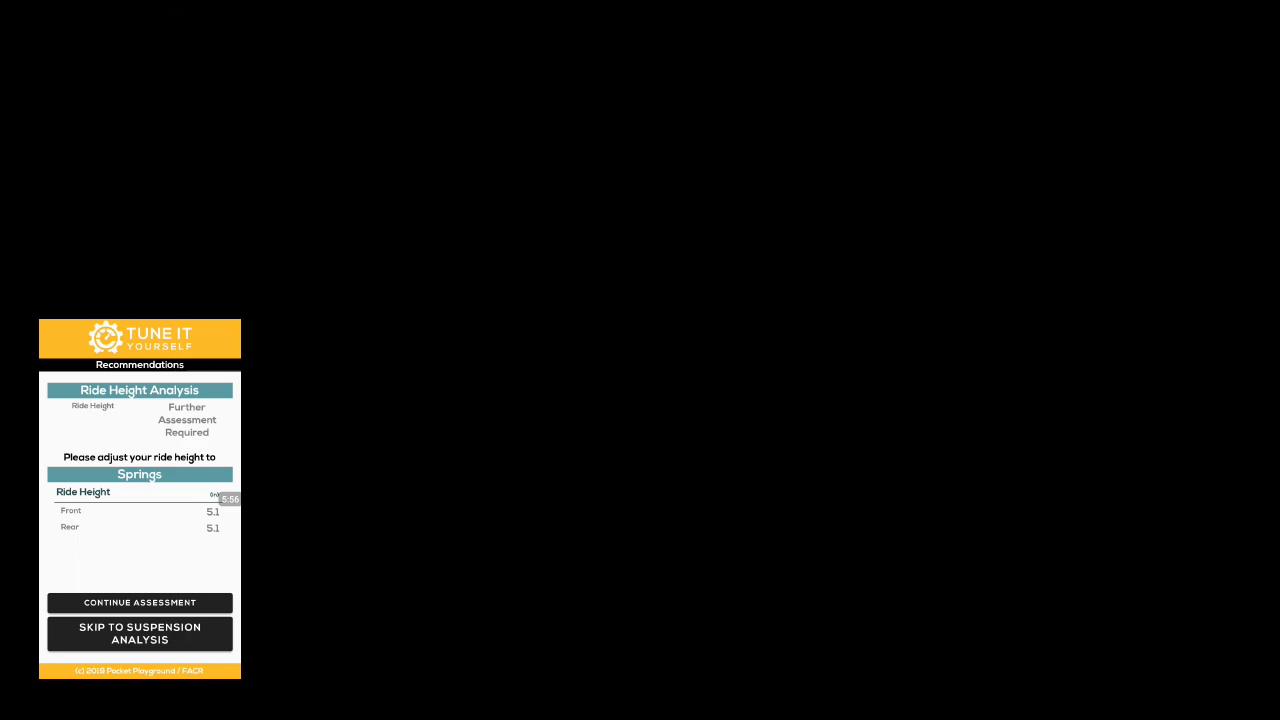 TUNE IT
YOURSELF
Recommendations
Ride Height Analysis
Ride Height
Further
Assessment
Required
Please adjust your ride height to
Springs
Ride Height
5:56
Front 5.1
Rear 5.1
CONTINUE ASSESSMENT
SKIP TO SUSPENSION
ANALYSIS
(c) 2019 Pocket Playground / FACR